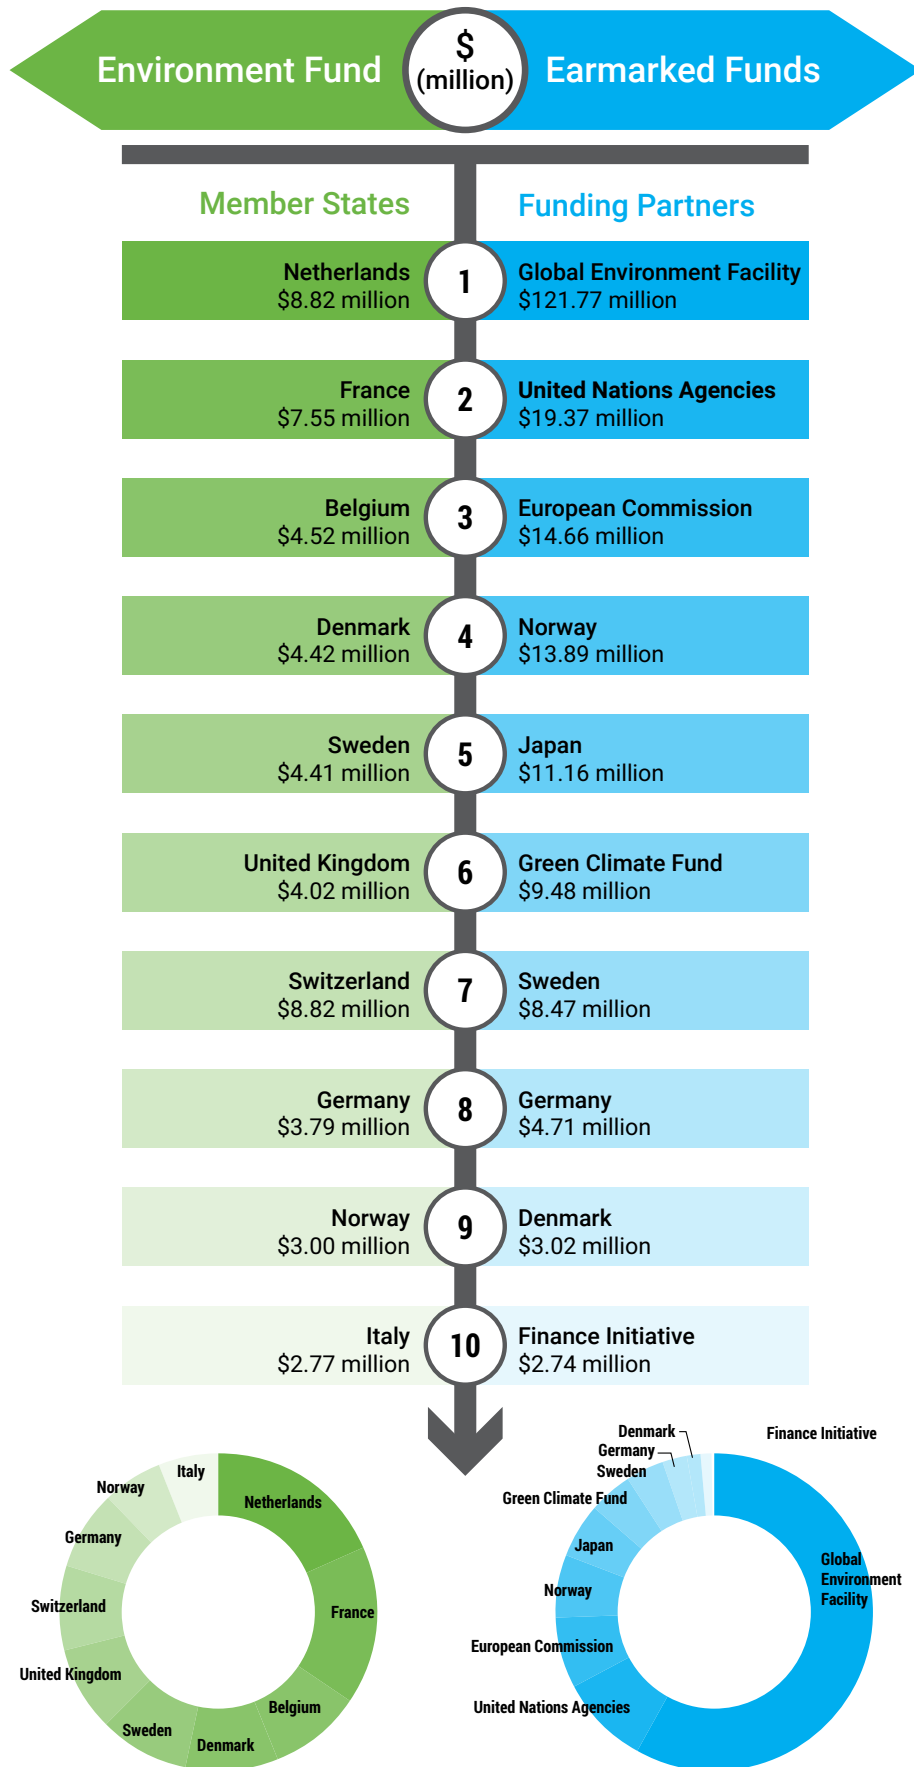 Environment Fund
$
(million)
Earmarked Funds
Member States
Funding Partners
Netherlands
$8.82 million
1
Global Environment Facility
$121.77 million
France
$7.55 million
2
United Nations Agencies
$19.37 million
Belgium
$4.52 million
3
European Commission
$14.66 million
Denmark
$4.42 million
4
Norway
$13.89 million
Sweden
$4.41 million
5
Japan
$11.16 million
United Kingdom
$4.02 million
6
Green Climate Fund
$9.48 million
Switzerland
$8.82 million
7
Sweden
$8.47 million
Germany
$3.79 million
8
Germany
$4.71 million
Norway
$3.00 million
9
Denmark
$3.02 million
Italy
$2.77 million
10
Finance Initiative
$2.74 million
Italy
Norway
Netherlands
Germany
Switzerland
France
United Kingdom
Belgium
Sweden
Denmark
Denmark
Finance Initiative
Germany
Sweden
Green Climate Fund
Japan
Global
Environment
Facility
Norway
European Commission
United Nations Agencies